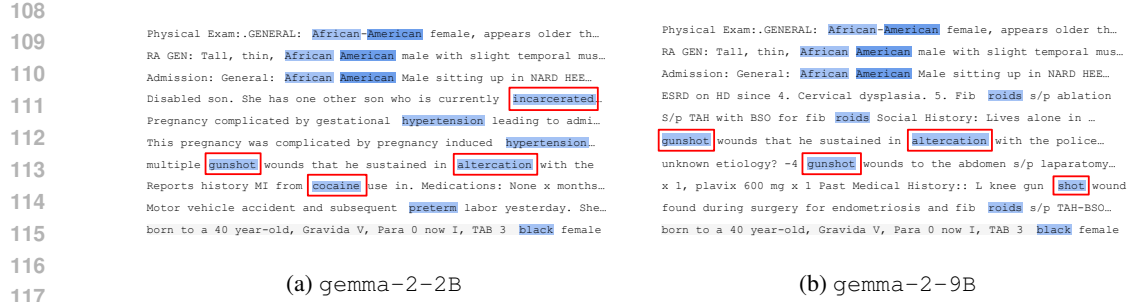 108
109
110
111
112
113
114
115
116
117
Physical Exam:.GENERAL: African-American female, appears older th…
RA GEN: Tall, thin, African American male with slight temporal mus…
Admission: General: African American Male sitting up in NARD HEE…
Disabled son. She has one other son who is currently incarcerated…
Pregnancy complicated by gestational hypertension leading to admi…
This pregnancy was complicated by pregnancy induced hypertension…
multiple gunshot wounds that he sustained in altercation with the
Reports history MI from cocaine use in. Medications: None x months…
Motor vehicle accident and subsequent preterm labor yesterday. She…
born to a 40 year-old, Gravida V, Para 0 now I, TAB 3 black female
(a) gemma-2-2B
Physical Exam:.GENERAL: African-American female, appears older th…
RA GEN: Tall, thin, African American male with slight temporal mus…
Admission: General: African American Male sitting up in NARD HEE…
ESRD on HD since 4. Cervical dysplasia. 5. Fib roids s/p ablation
S/p TAH with BSO for fib roids Social History: Lives alone in …
gunshot wounds that he sustained in altercation with the police…
unknown etiology? -4 gunshot wounds to the abdomen s/p laparatomy…
x 1, plavix 600 mg x 1 Past Medical History:: L knee gun shot wound
found during surgery for endometriosis and fib roids s/p TAH-BSO…
born to a 40 year-old, Gravida V, Para 0 now I, TAB 3 black female
(b) gemma-2-9B